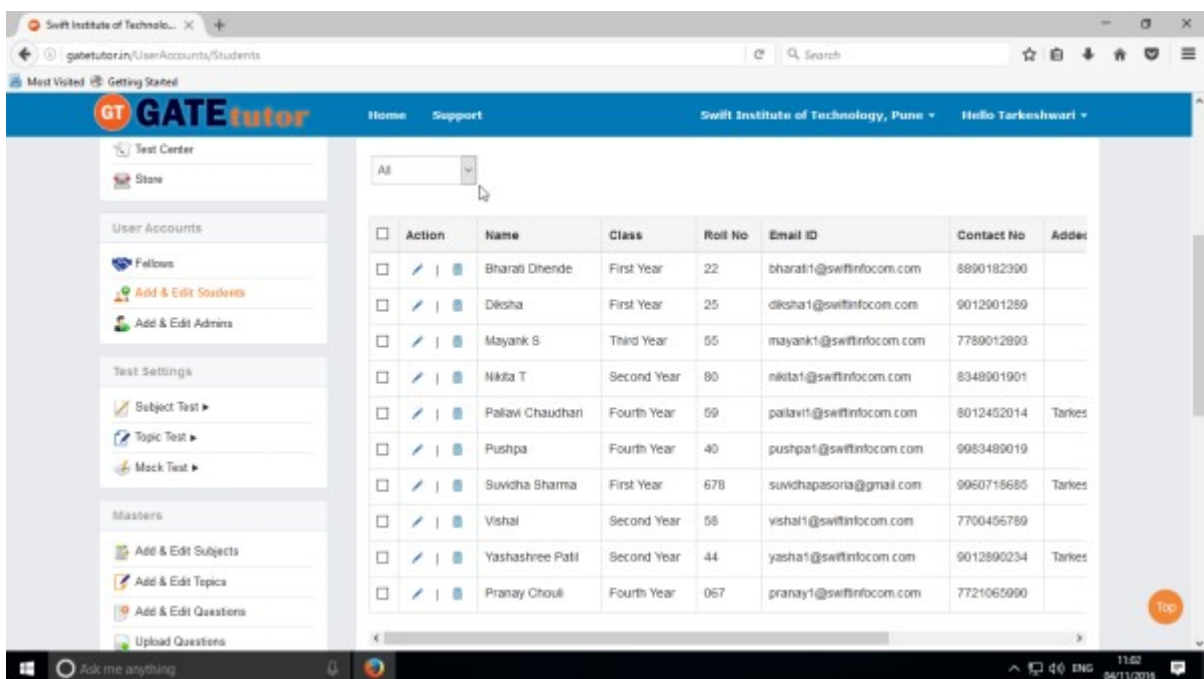 Swift Institute of Technolo...
gatetutor.in/UserAccounts/Students
Search
Most Visited Getting Started
GT GATEtutor Home Support Swift Institute of Technology, Pune Hello Tarkeshwari
Test Center
Store
User Accounts
Fellows
Add & Edit Students
Add & Edit Admins
Test Settings
Subject Test
Topic Test
Mock Test
Masters
Add & Edit Subjects
Add & Edit Topics
Add & Edit Questions
Upload Questions
All
Action Name Class Roll No Email ID Contact No Added
Bharati Dhende First Year 22 bharati1@swiftinfocom.com 8890182390
Diksha First Year 25 diksha1@swiftinfocom.com 9012901289
Mayank S Third Year 55 mayank1@swiftinfocom.com 7789012893
Nikita T Second Year 80 nikita1@swiftinfocom.com 8348901901
Pallavi Chaudhari Fourth Year 59 pallavi1@swiftinfocom.com 8012452014 Tarkes
Pushpa Fourth Year 40 pushpa1@swiftinfocom.com 9983489019
Suvidha Sharma First Year 678 suvidhapasoria@gmail.com 9960718685 Tarkes
Vishal Second Year 58 vishal1@swiftinfocom.com 7700456789
Yashashree Patil Second Year 44 yasha1@swiftinfocom.com 9012890234 Tarkes
Pranay Chouli Fourth Year 067 pranay1@swiftinfocom.com 7721065990
Top
Ask me anything
ENG
11:02
04/11/2016